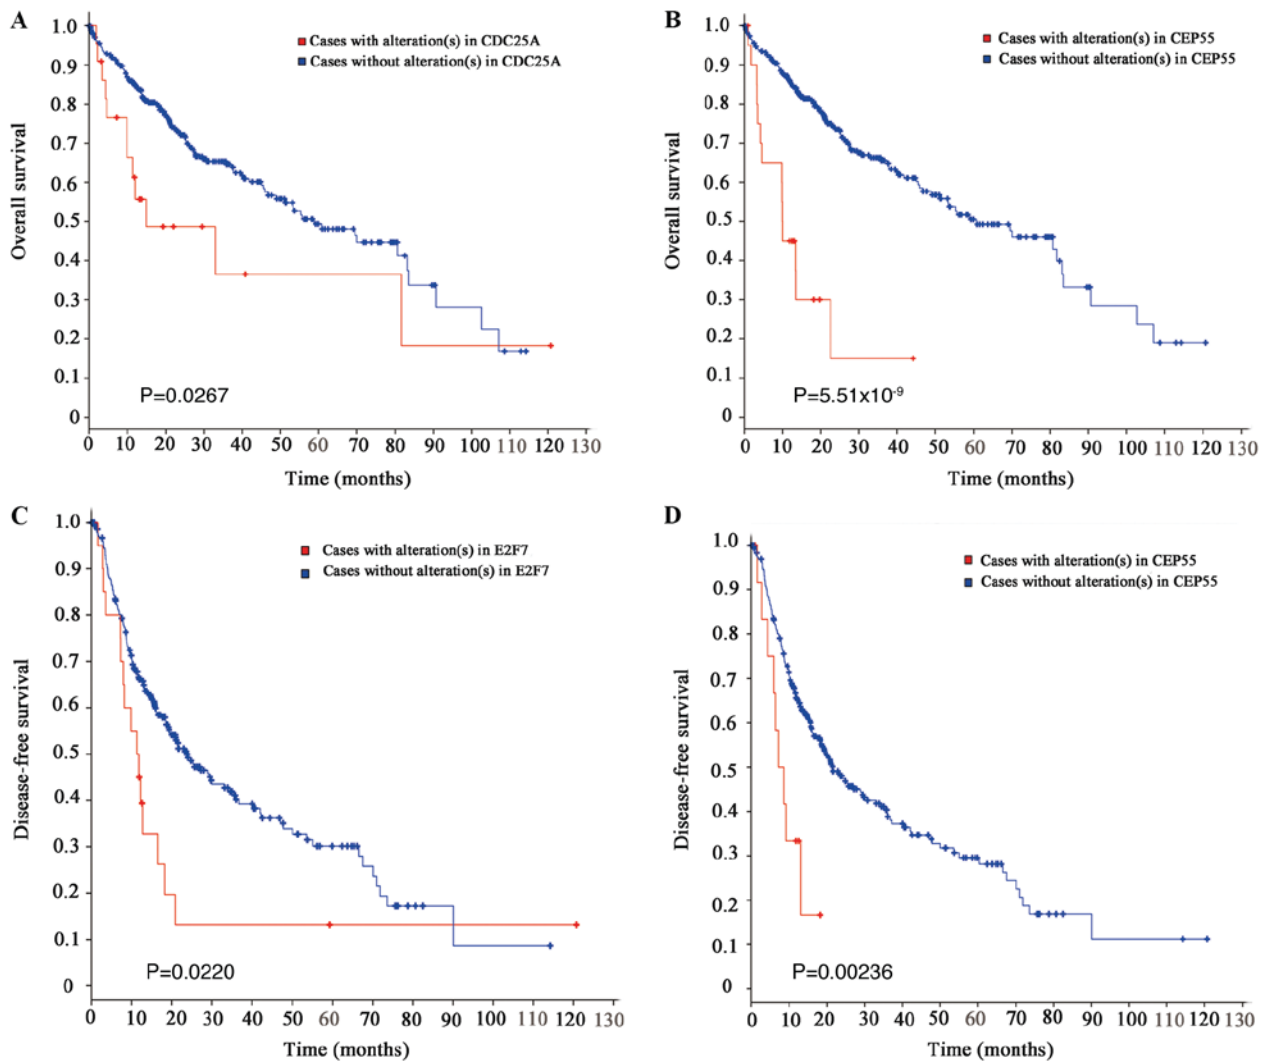 A
1.0
0.9
0.8
0.7
0.6
0.5
0.4
0.3
0.2
0.1
0
Overall survival
Cases with alteration(s) in CDC25A
Cases without alteration(s) in CDC25A
P=0.0267
0 10 20 30 40 50 60 70 80 90 100 110 120 130
Time (months)
B
1.0
0.9
0.8
0.7
0.6
0.5
0.4
0.3
0.2
0.1
0
Overall survival
Cases with alteration(s) in CEP55
Cases without alteration(s) in CEP55
P=5.51x10⁻⁹
0 10 20 30 40 50 60 70 80 90 100 110 120 130
Time (months)
C
1.0
0.9
0.8
0.7
0.6
0.5
0.4
0.3
0.2
0.1
0
Disease-free survival
Cases with alteration(s) in E2F7
Cases without alteration(s) in E2F7
P=0.0220
0 10 20 30 40 50 60 70 80 90 100 110 120 130
Time (months)
D
1.0
0.9
0.8
0.7
0.6
0.5
0.4
0.3
0.2
0.1
0
Disease-free survival
Cases with alteration(s) in CEP55
Cases without alteration(s) in CEP55
P=0.00236
0 10 20 30 40 50 60 70 80 90 100 110 120 130
Time (months)